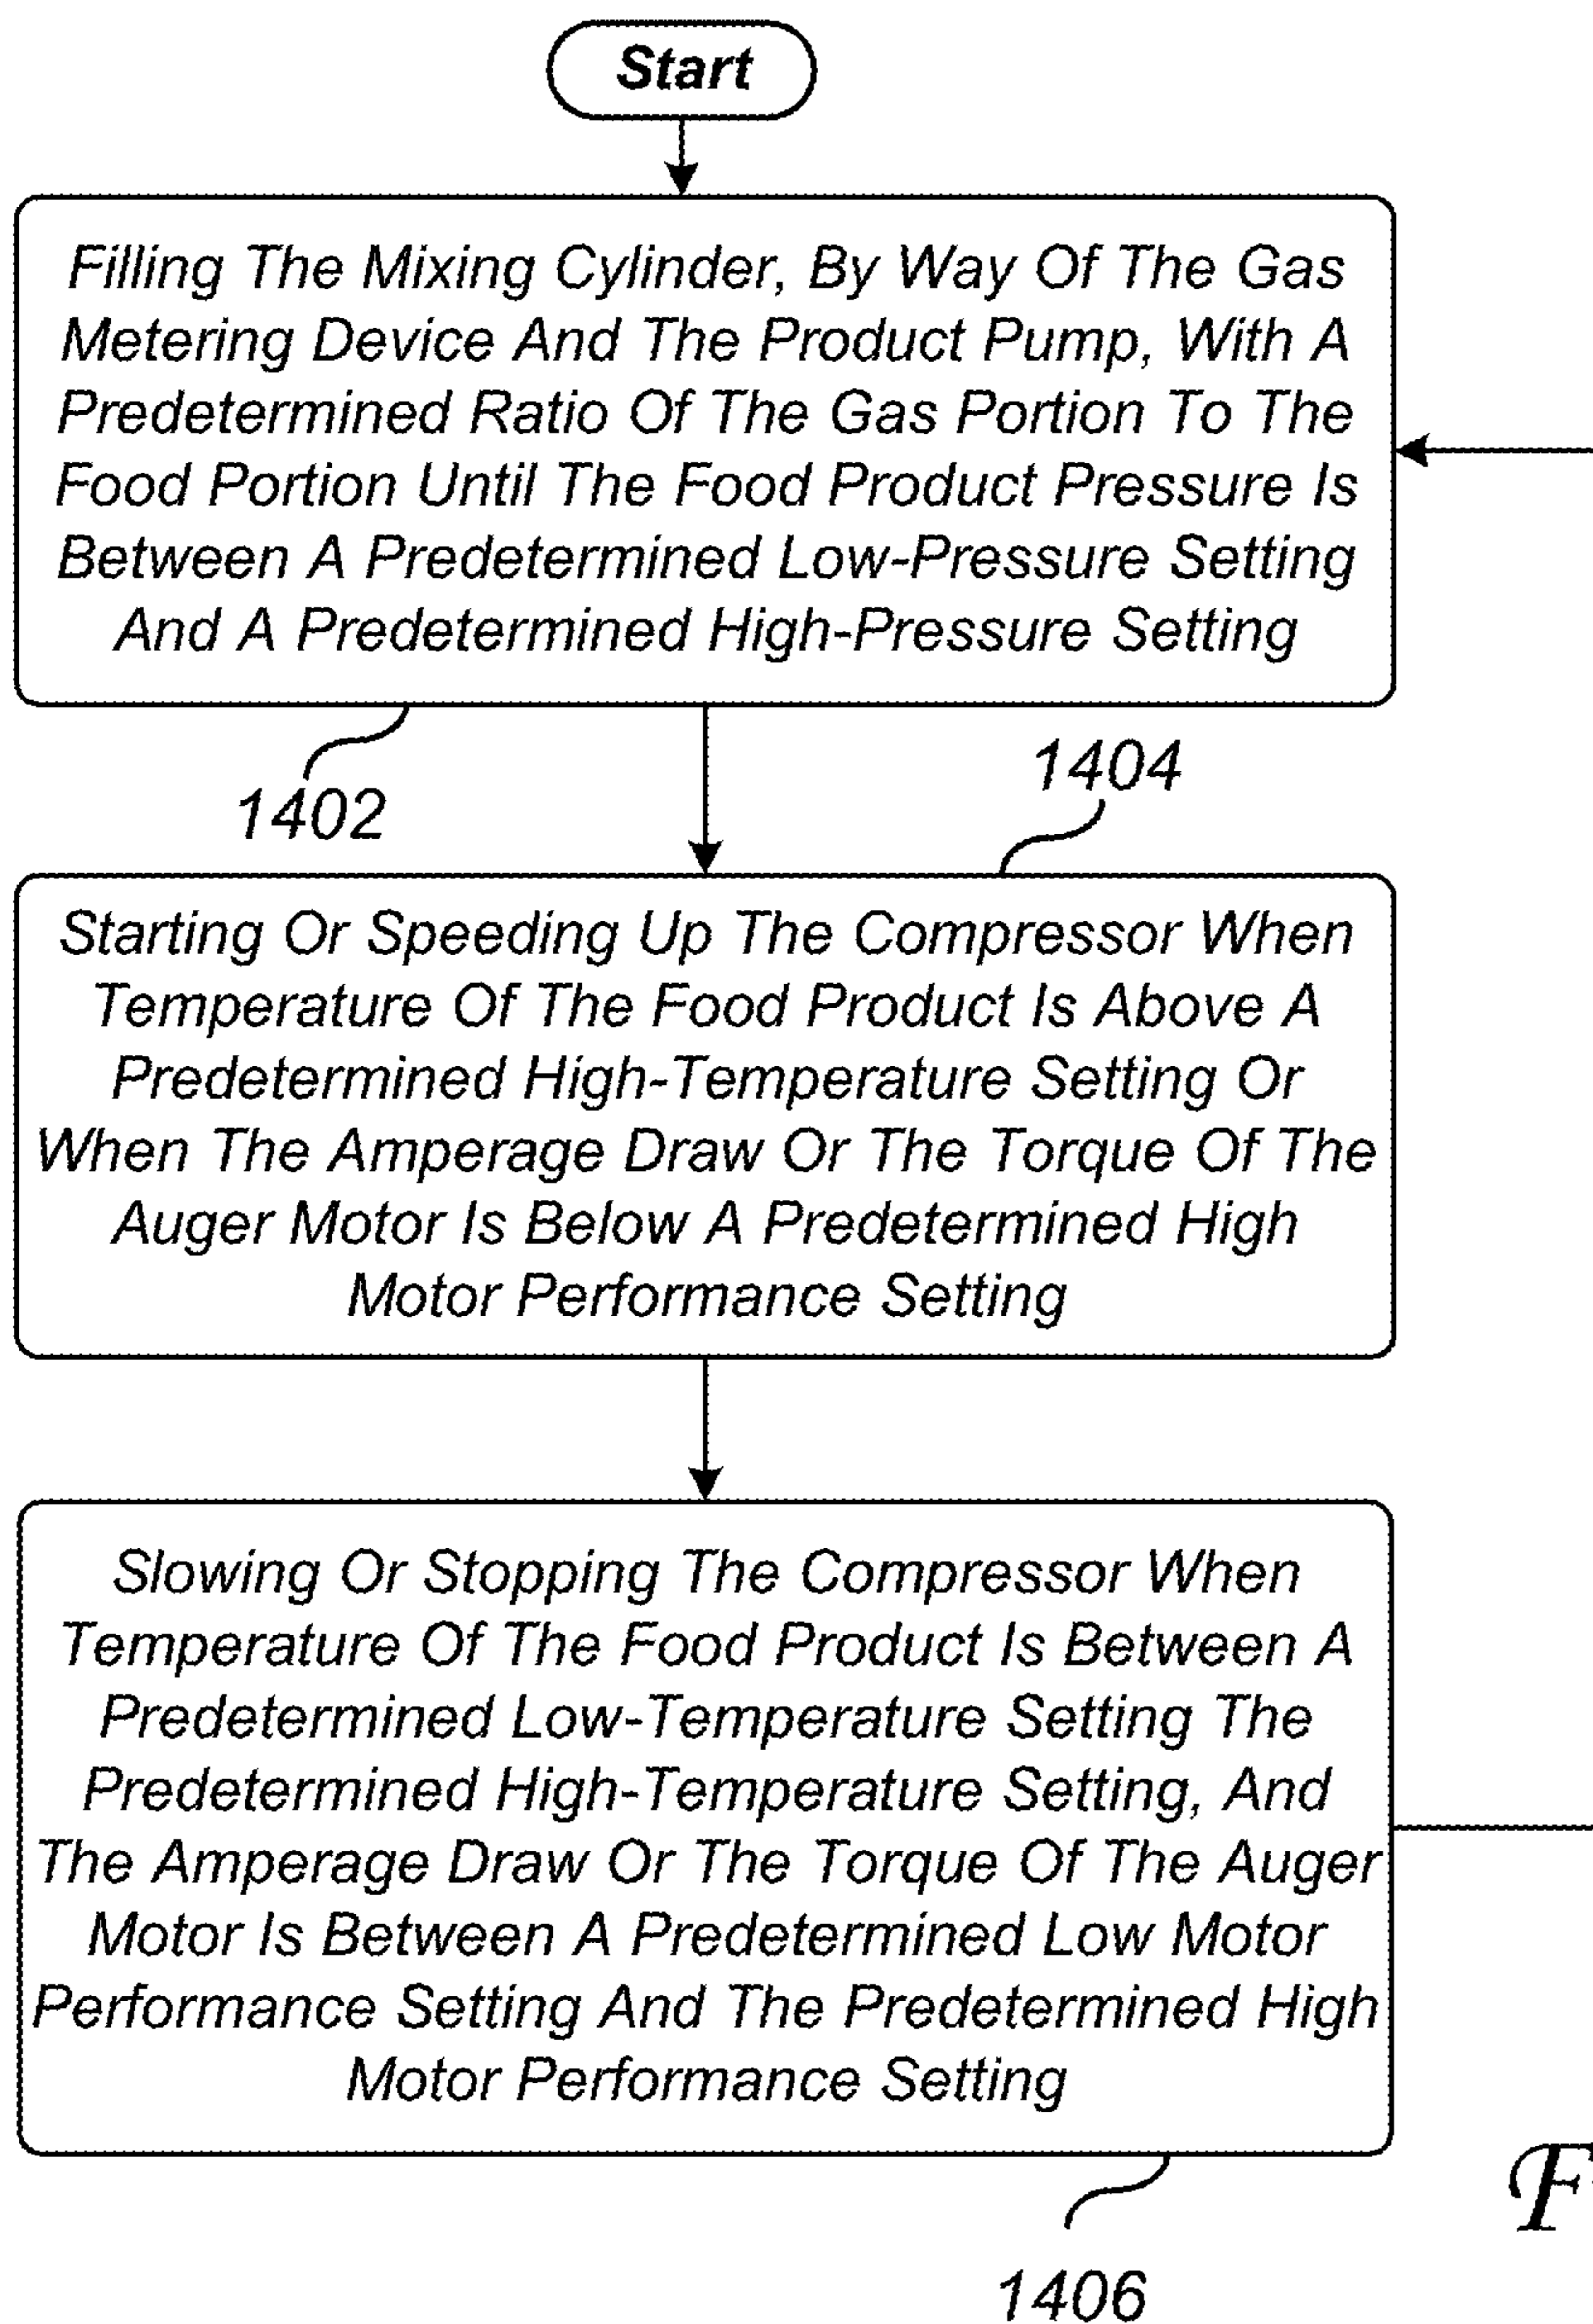 Start
Filling The Mixing Cylinder, By Way Of The Gas
Metering Device And The Product Pump, With A
Predetermined Ratio Of The Gas Portion To The
Food Portion Until The Food Product Pressure Is
Between A Predetermined Low-Pressure Setting
And A Predetermined High-Pressure Setting
1402
1404
Starting Or Speeding Up The Compressor When
Temperature Of The Food Product Is Above A
Predetermined High-Temperature Setting Or
When The Amperage Draw Or The Torque Of The
Auger Motor Is Below A Predetermined High
Motor Performance Setting
Slowing Or Stopping The Compressor When
Temperature Of The Food Product Is Between A
Predetermined Low-Temperature Setting The
Predetermined High-Temperature Setting, And
The Amperage Draw Or The Torque Of The Auger
Motor Is Between A Predetermined Low Motor
Performance Setting And The Predetermined High
Motor Performance Setting
1406